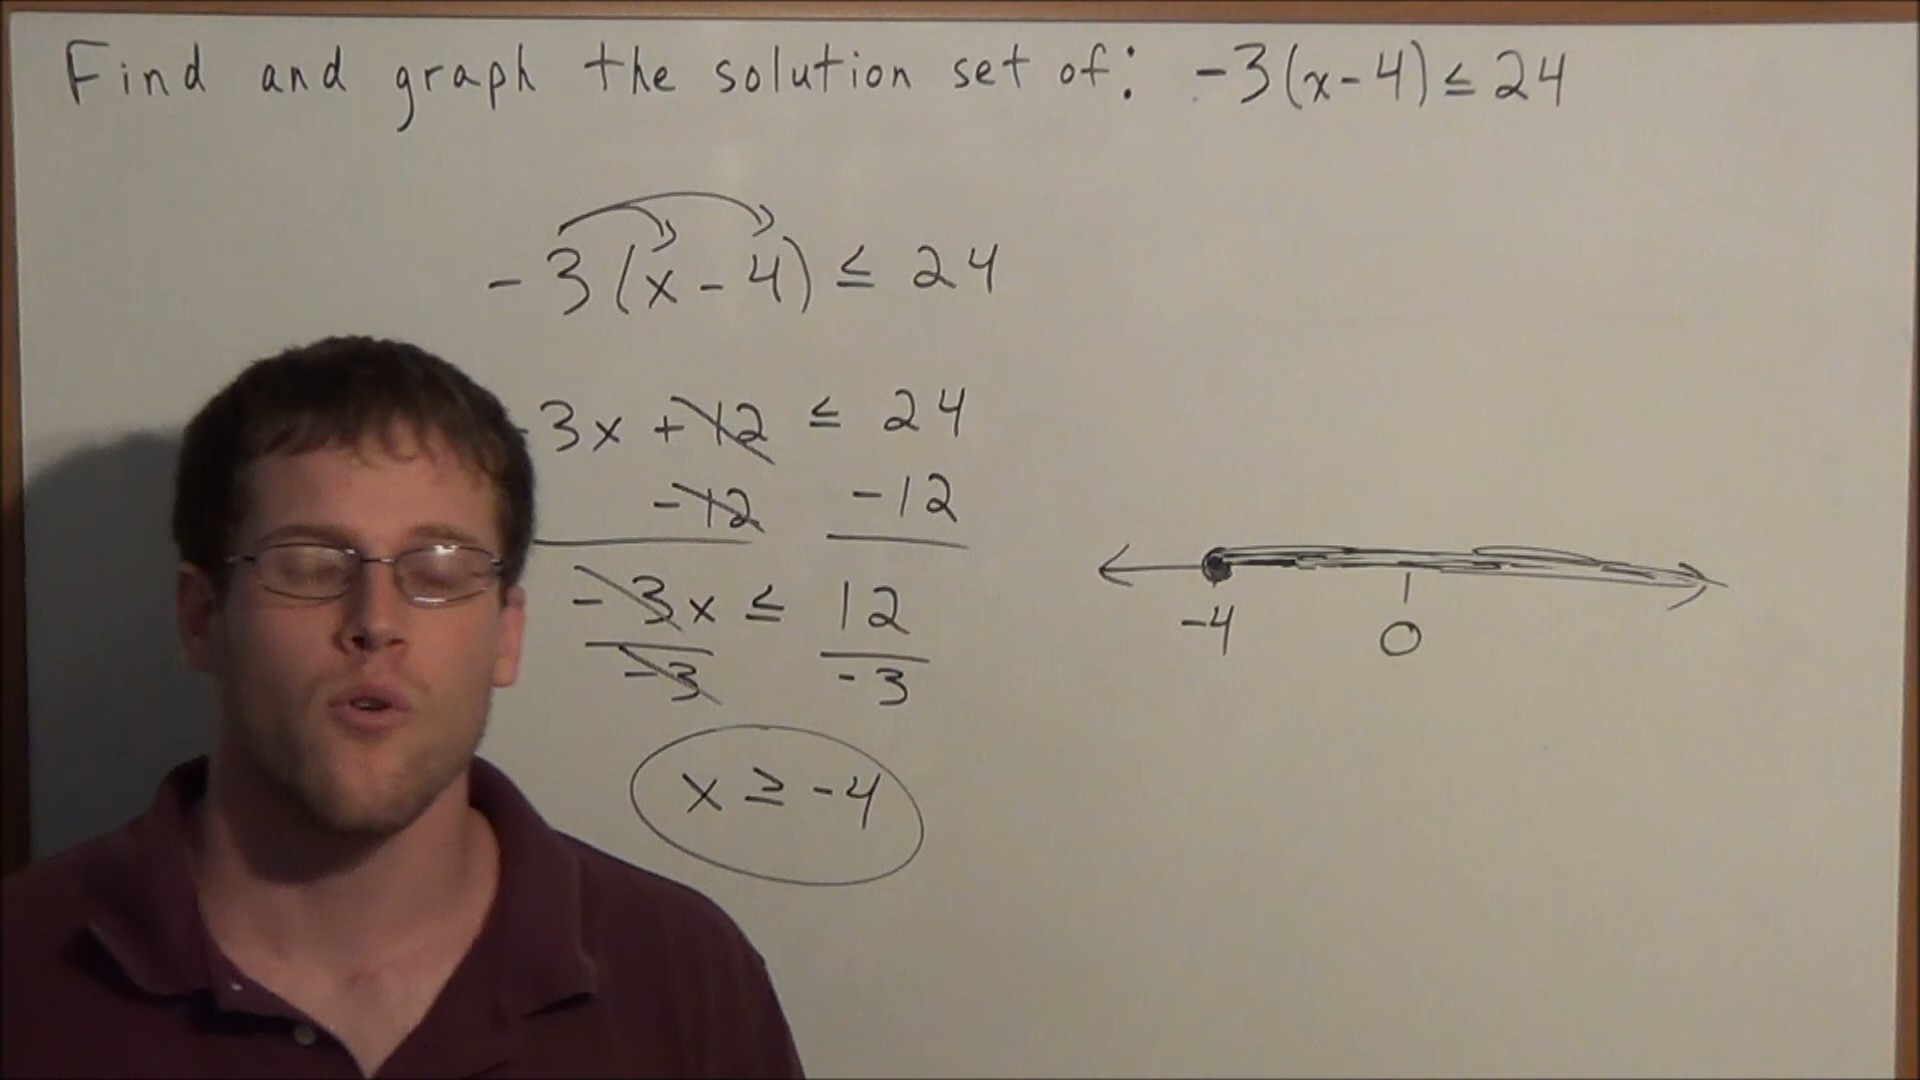 Find and graph the solution set of: -3(x-4) ≤ 24
-3(x-4) ≤ 24
-3x +12 ≤ 24
-12 -12
-3x ≤ 12
-3 -3
x ≥ -4
-4 0